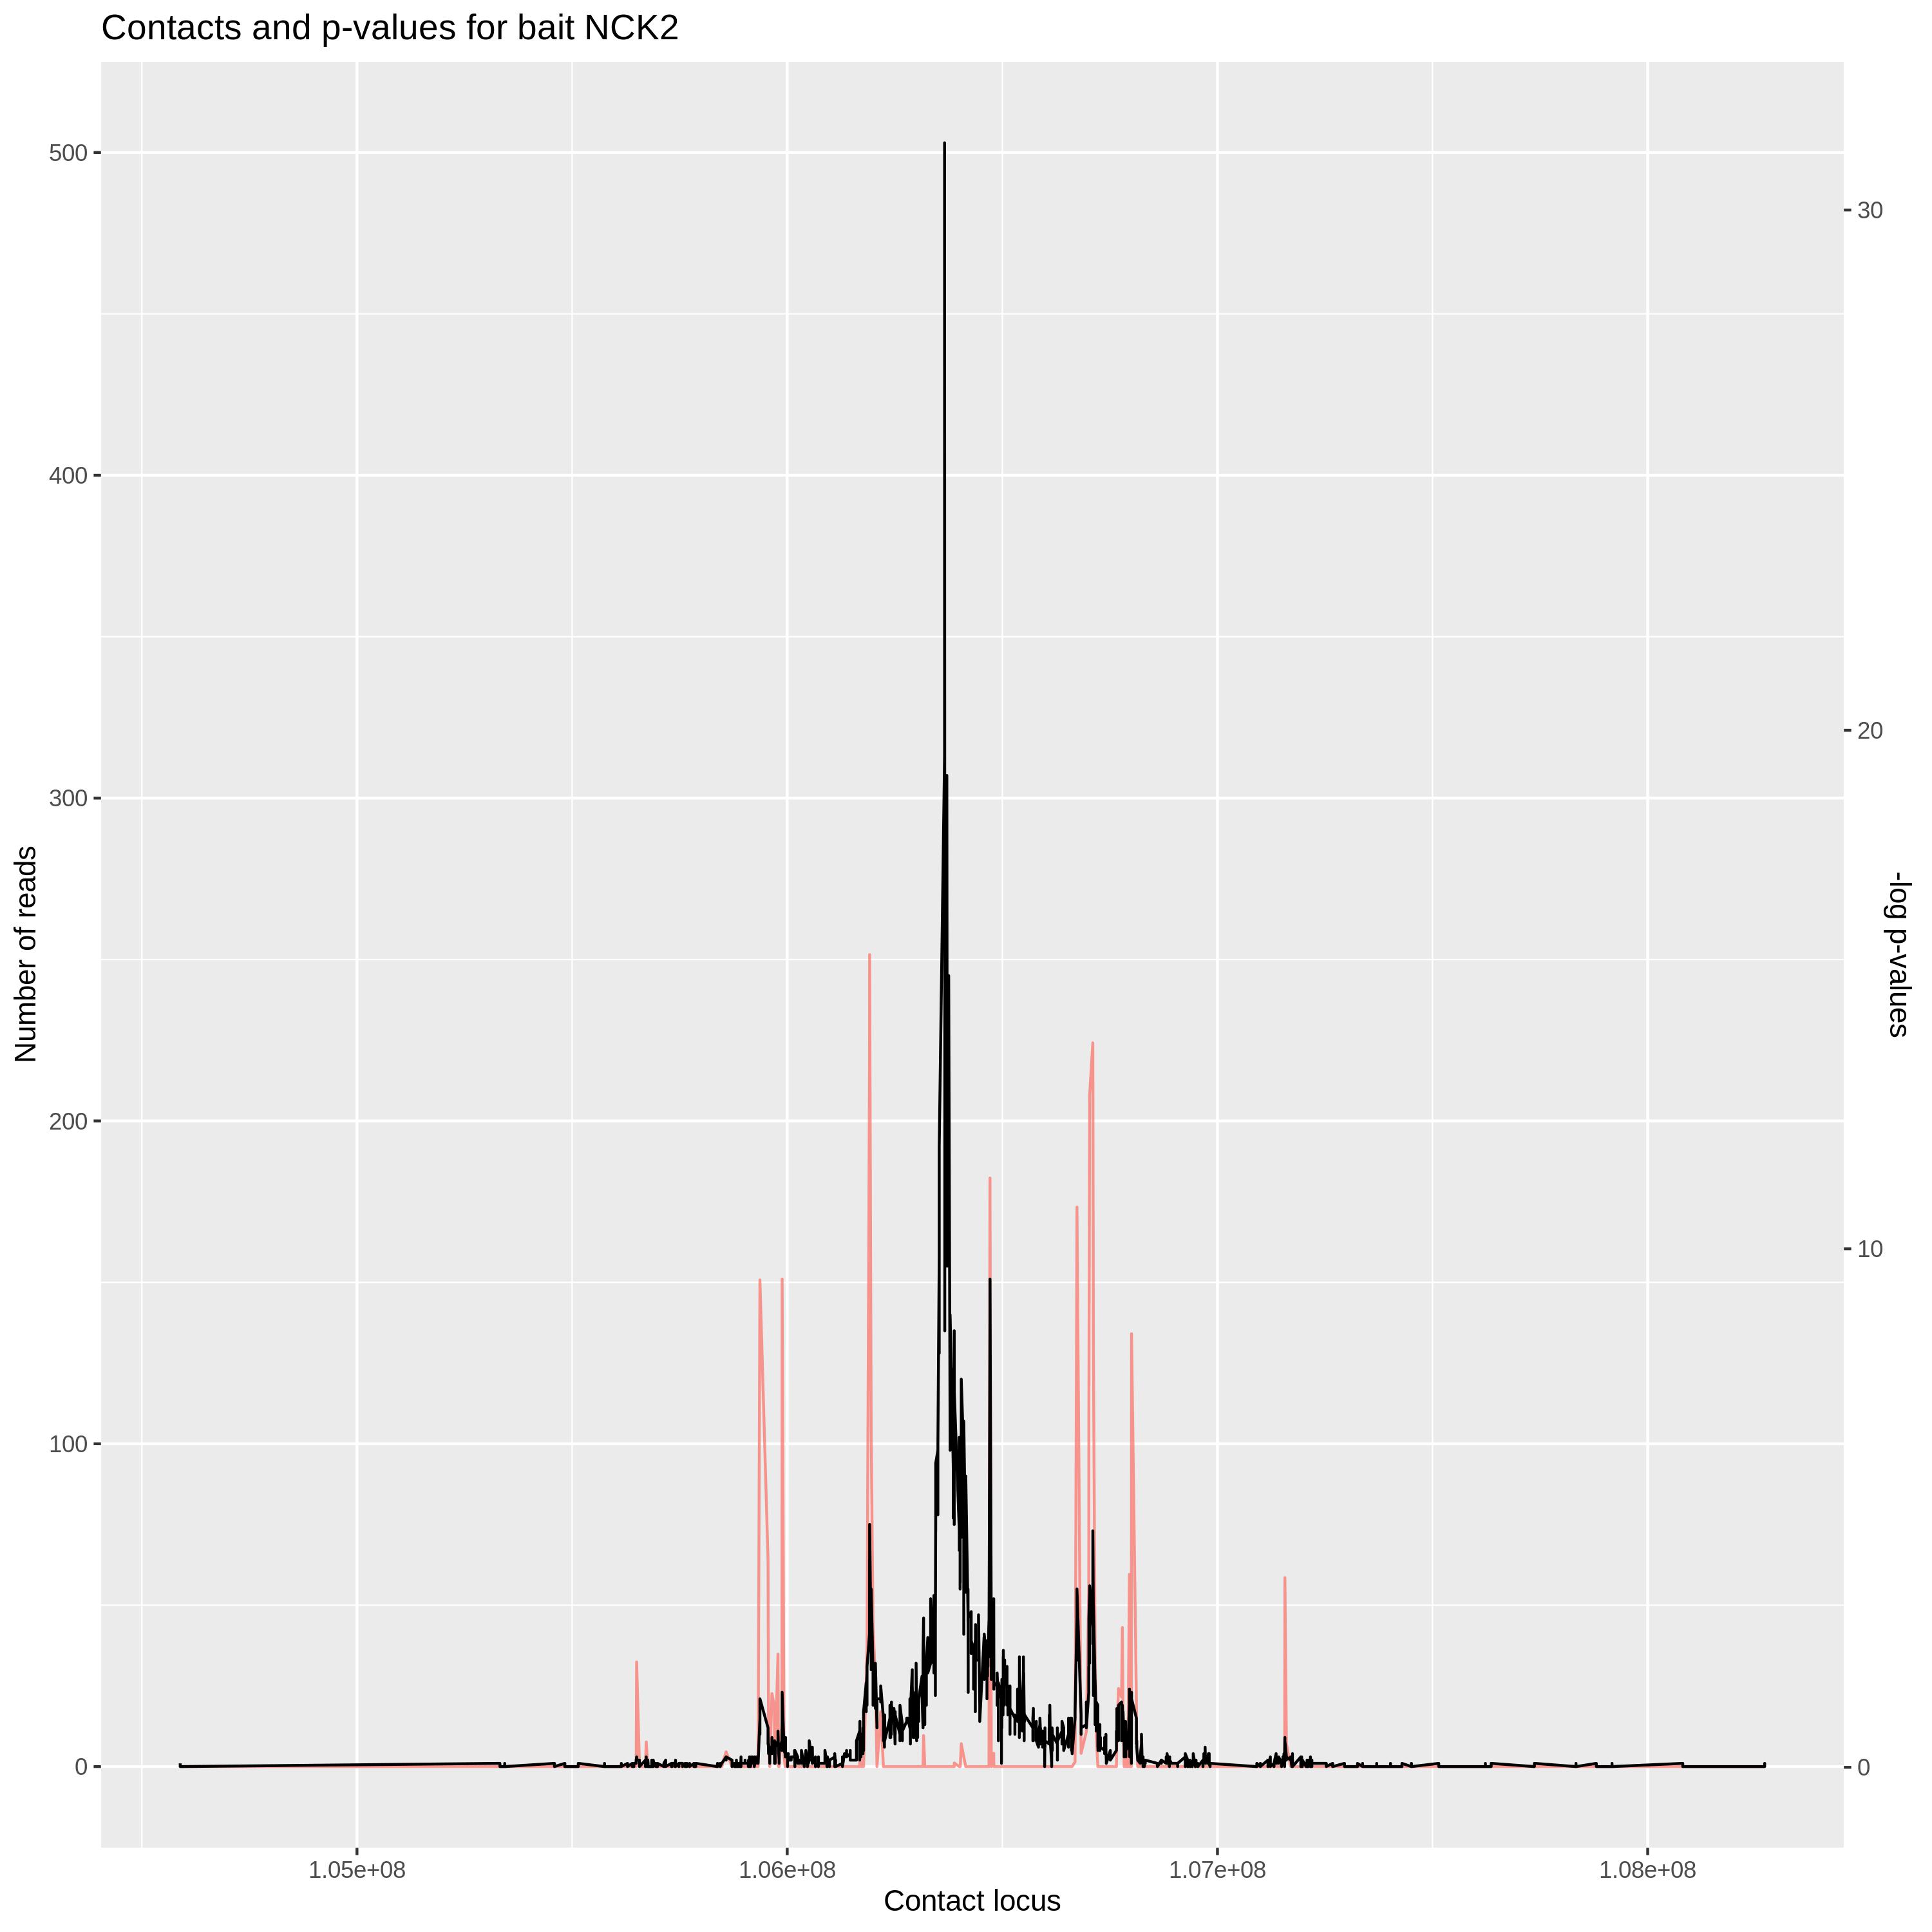 Contacts and p-values for bait NCK2
500
400
300
200
100
0
Number of reads
30
20
10
0
-log p-values
1.05e+08
1.06e+08
1.07e+08
1.08e+08
Contact locus